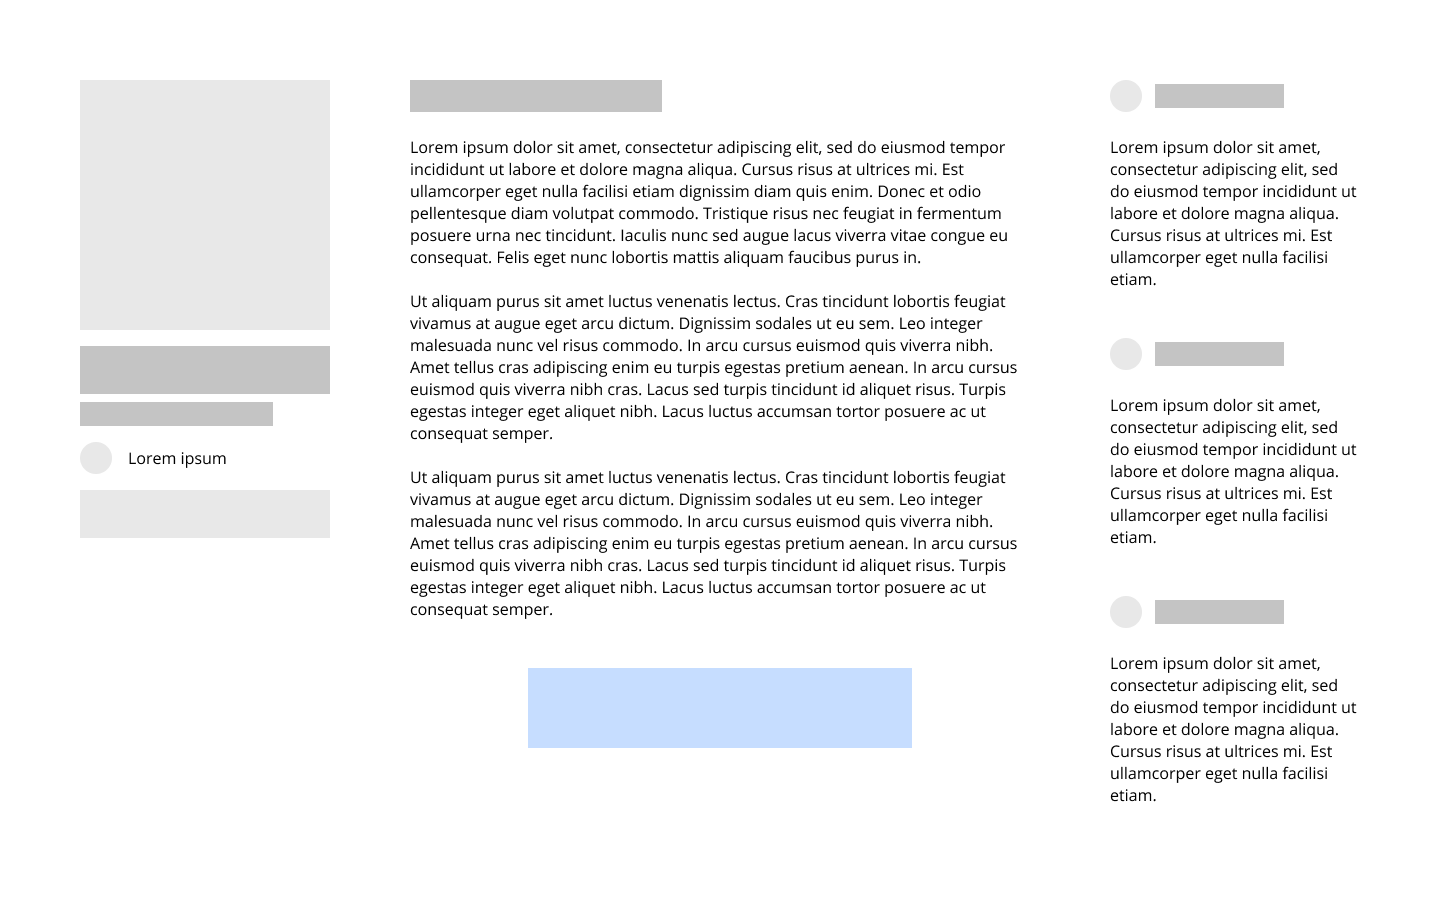 Lorem ipsum
Lorem ipsum dolor sit amet, consectetur adipiscing elit, sed do eiusmod tempor
incididunt ut labore et dolore magna aliqua. Cursus risus at ultrices mi. Est
ullamcorper eget nulla facilisi etiam dignissim diam quis enim. Donec et odio
pellentesque diam volutpat commodo. Tristique risus nec feugiat in fermentum
posuere urna nec tincidunt. Iaculis nunc sed augue lacus viverra vitae congue eu
consequat. Felis eget nunc lobortis mattis aliquam faucibus purus in.
Ut aliquam purus sit amet luctus venenatis lectus. Cras tincidunt lobortis feugiat
vivamus at augue eget arcu dictum. Dignissim sodales ut eu sem. Leo integer
malesuada nunc vel risus commodo. In arcu cursus euismod quis viverra nibh.
Amet tellus cras adipiscing enim eu turpis egestas pretium aenean. In arcu cursus
euismod quis viverra nibh cras. Lacus sed turpis tincidunt id aliquet risus. Turpis
egestas integer eget aliquet nibh. Lacus luctus accumsan tortor posuere ac ut
consequat semper.
Ut aliquam purus sit amet luctus venenatis lectus. Cras tincidunt lobortis feugiat
vivamus at augue eget arcu dictum. Dignissim sodales ut eu sem. Leo integer
malesuada nunc vel risus commodo. In arcu cursus euismod quis viverra nibh.
Amet tellus cras adipiscing enim eu turpis egestas pretium aenean. In arcu cursus
euismod quis viverra nibh cras. Lacus sed turpis tincidunt id aliquet risus. Turpis
egestas integer eget aliquet nibh. Lacus luctus accumsan tortor posuere ac ut
consequat semper.
Lorem ipsum dolor sit amet,
consectetur adipiscing elit, sed
do eiusmod tempor incididunt ut
labore et dolore magna aliqua.
Cursus risus at ultrices mi. Est
ullamcorper eget nulla facilisi
etiam.
Lorem ipsum dolor sit amet,
consectetur adipiscing elit, sed
do eiusmod tempor incididunt ut
labore et dolore magna aliqua.
Cursus risus at ultrices mi. Est
ullamcorper eget nulla facilisi
etiam.
Lorem ipsum dolor sit amet,
consectetur adipiscing elit, sed
do eiusmod tempor incididunt ut
labore et dolore magna aliqua.
Cursus risus at ultrices mi. Est
ullamcorper eget nulla facilisi
etiam.